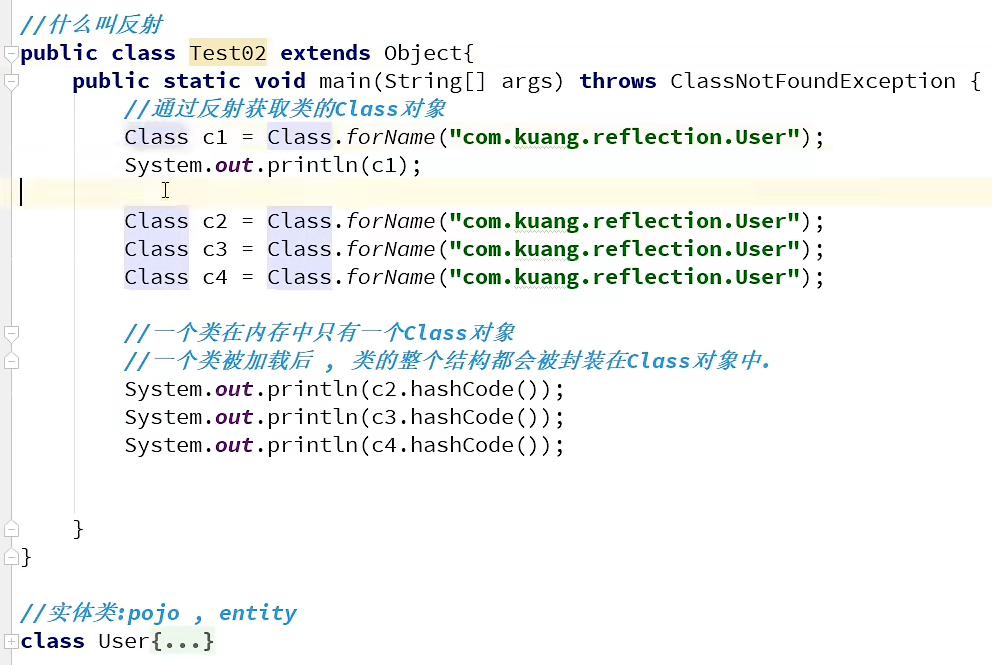 //什么叫反射
public class Test02 extends Object{
public static void main(String[] args) throws ClassNotFoundException {
//通过反射获取类的Class对象
Class c1 = Class.forName("com.kuang.reflection.User");
System.out.println(c1);
Class c2 = Class.forName("com.kuang.reflection.User");
Class c3 = Class.forName("com.kuang.reflection.User");
Class c4 = Class.forName("com.kuang.reflection.User");
//一个类在内存中只有一个Class对象
//一个类被加载后 , 类的整个结构都会被封装在Class对象中.
System.out.println(c2.hashCode());
System.out.println(c3.hashCode());
System.out.println(c4.hashCode());
}
}
//实体类:pojo , entity
class User{...}